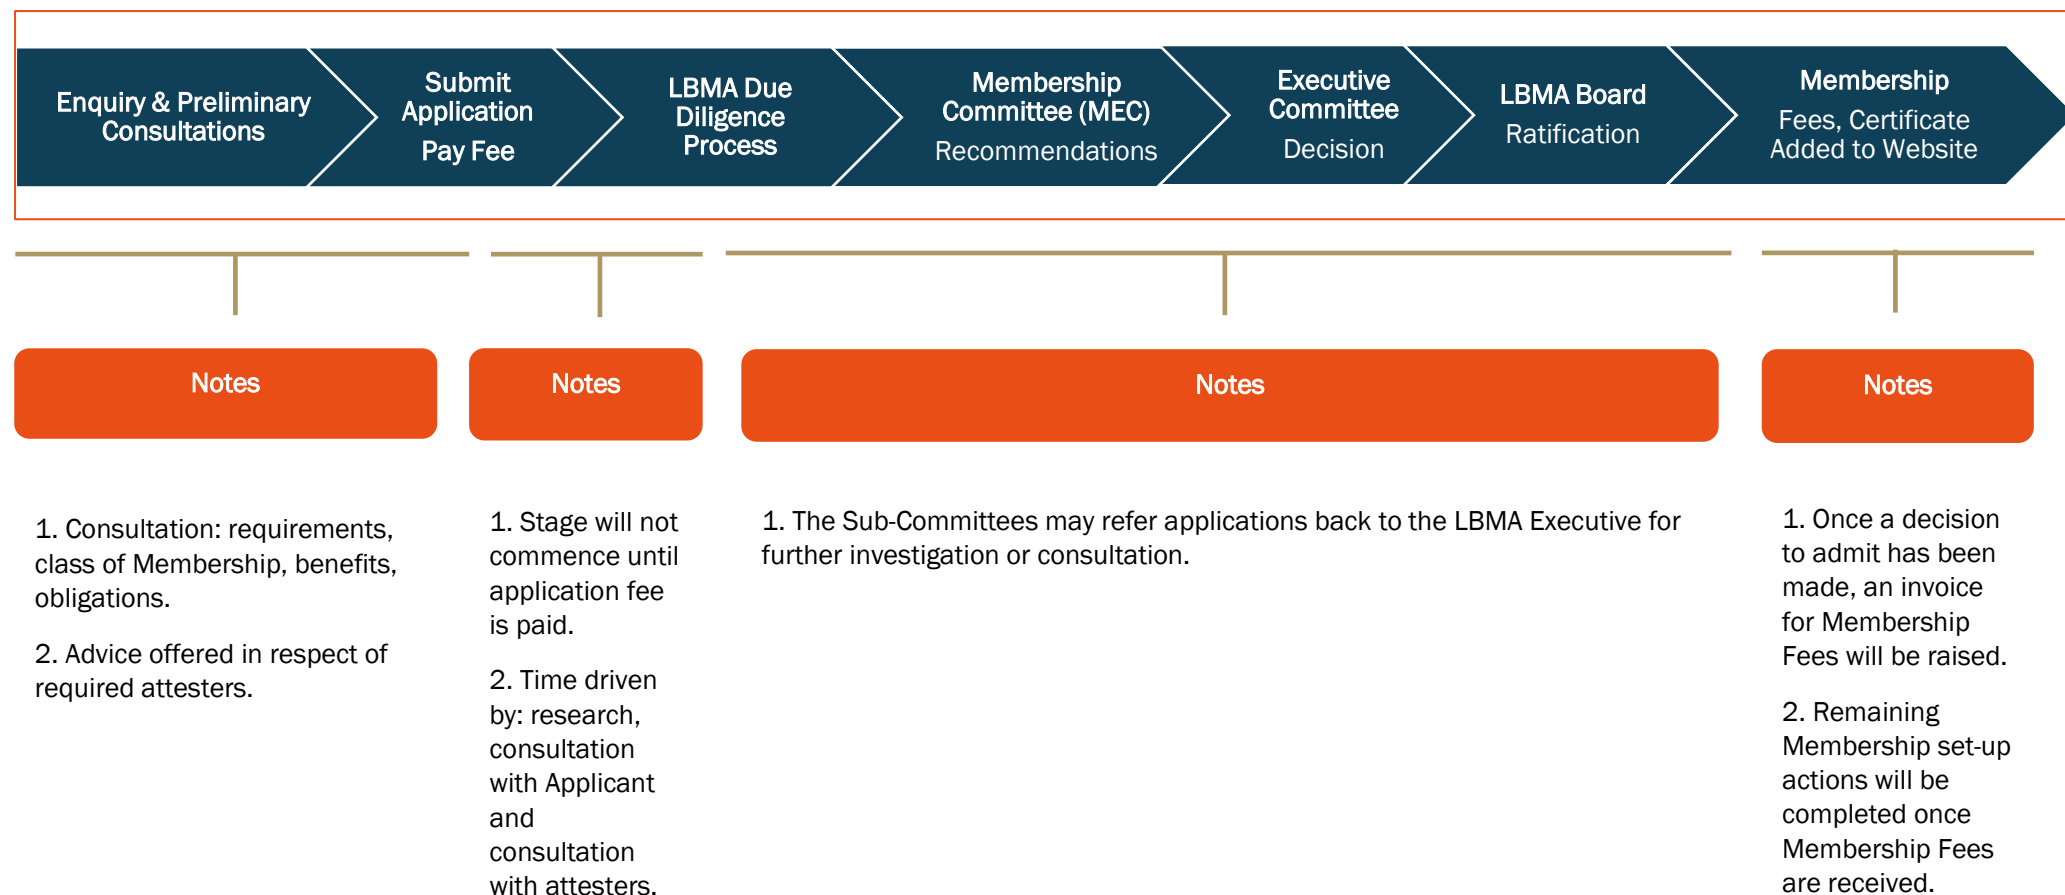 Enquiry & Preliminary
Consultations
Submit
Application
Pay Fee
LBMA Due
Diligence
Process
Membership
Committee (MEC)
Recommendations
Executive
Committee
Decision
LBMA Board
Ratification
Membership
Fees, Certificate
Added to Website
Notes
Notes
Notes
Notes
1. Consultation: requirements,
class of Membership, benefits,
obligations.
2. Advice offered in respect of
required attesters.
1. Stage will not
commence until
application fee
is paid.
2. Time driven
by: research,
consultation
with Applicant
and
consultation
with attesters.
1. The Sub-Committees may refer applications back to the LBMA Executive for
further investigation or consultation.
1. Once a decision
to admit has been
made, an invoice
for Membership
Fees will be raised.
2. Remaining
Membership set-up
actions will be
completed once
Membership Fees
are received.